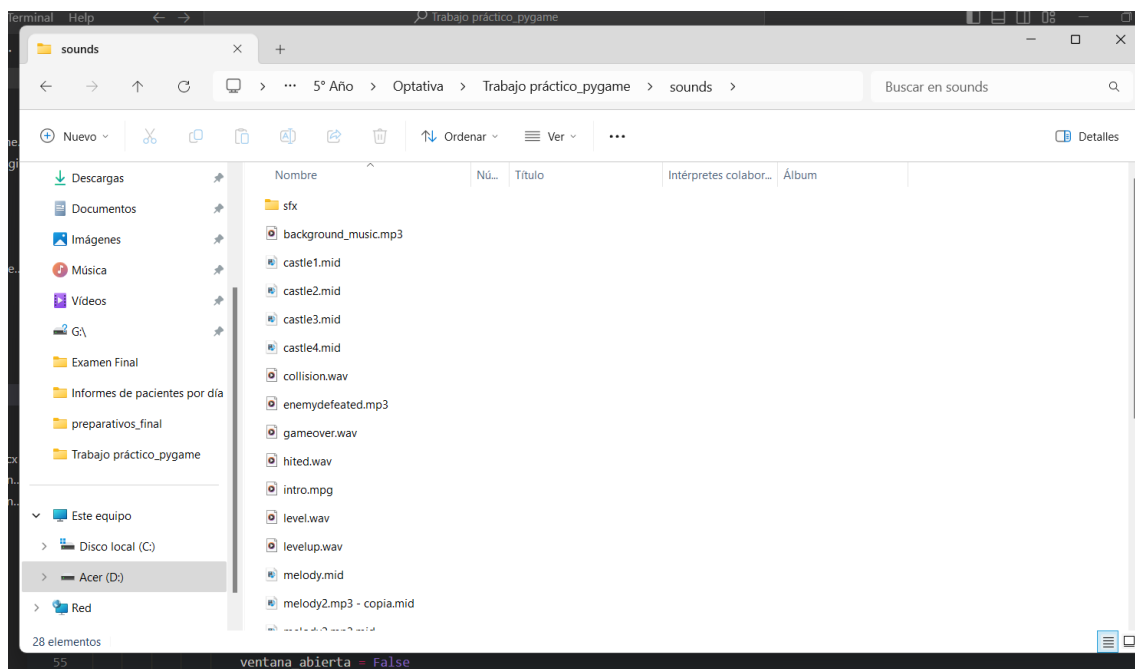 Terminal Help Trabajo práctico_pygame
sounds
5° Año > Optativa > Trabajo práctico_pygame > sounds > Buscar en sounds
Nuevo Ordenar Ver Detalles
Nombre Nú... Título Intérpretes colabor... Álbum
Descargas
Documentos
Imágenes
Música
Vídeos
G:\
Examen Final
Informes de pacientes por día
preparativos_final
Trabajo práctico_pygame
Este equipo
Disco local (C:)
Acer (D:)
Red
sfx
background_music.mp3
castle1.mid
castle2.mid
castle3.mid
castle4.mid
collision.wav
enemydefeated.mp3
gameover.wav
hited.wav
intro.mpg
level.wav
levelup.wav
melody.mid
melody2.mp3 - copia.mid
28 elementos
55 ventana_abierta = False